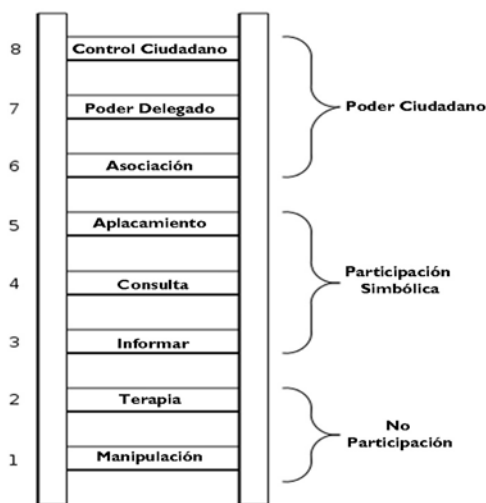 8 Control Ciudadano
7 Poder Delegado
Poder Ciudadano
6 Asociación
5 Aplacamiento
4 Consulta
Participación
Simbólica
3 Informar
2 Terapia
No
Participación
1 Manipulación